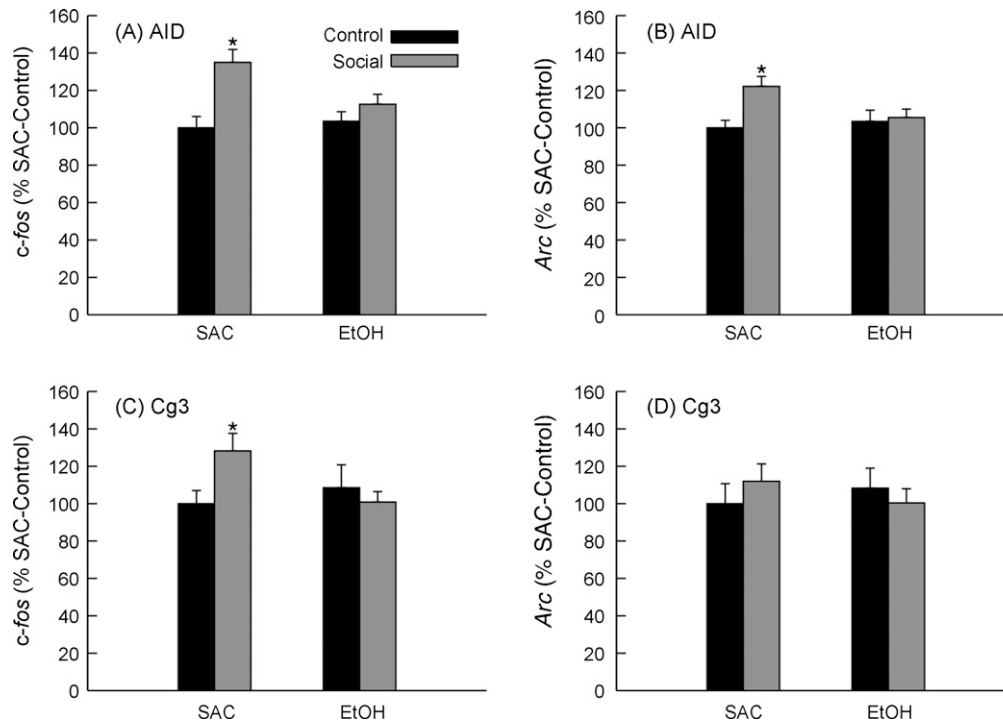 (A) AID
Control
Social
c-fos (% SAC-Control)
160
140
120
100
80
60
40
20
0
*
SAC EtOH
(B) AID
Arc (% SAC-Control)
160
140
120
100
80
60
40
20
0
*
SAC EtOH
(C) Cg3
c-fos (% SAC-Control)
160
140
120
100
80
60
40
20
0
*
SAC EtOH
(D) Cg3
Arc (% SAC-Control)
160
140
120
100
80
60
40
20
0
SAC EtOH